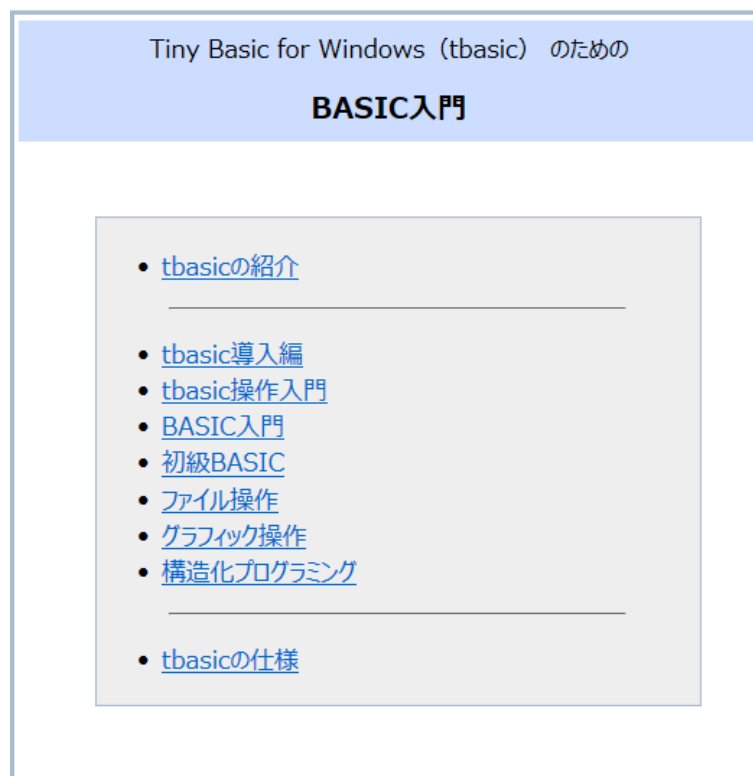 Tiny Basic for Windows（tbasic） のための
BASIC入門
tbasicの紹介
tbasic導入編
tbasic操作入門
BASIC入門
初級BASIC
ファイル操作
グラフィック操作
構造化プログラミング
tbasicの仕様